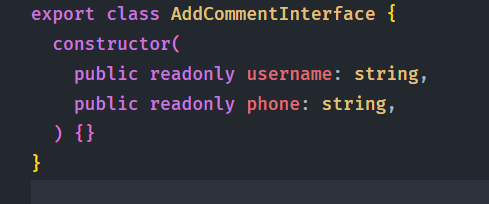 export class AddCommentInterface {
constructor(
public readonly username: string,
public readonly phone: string,
) {}
}